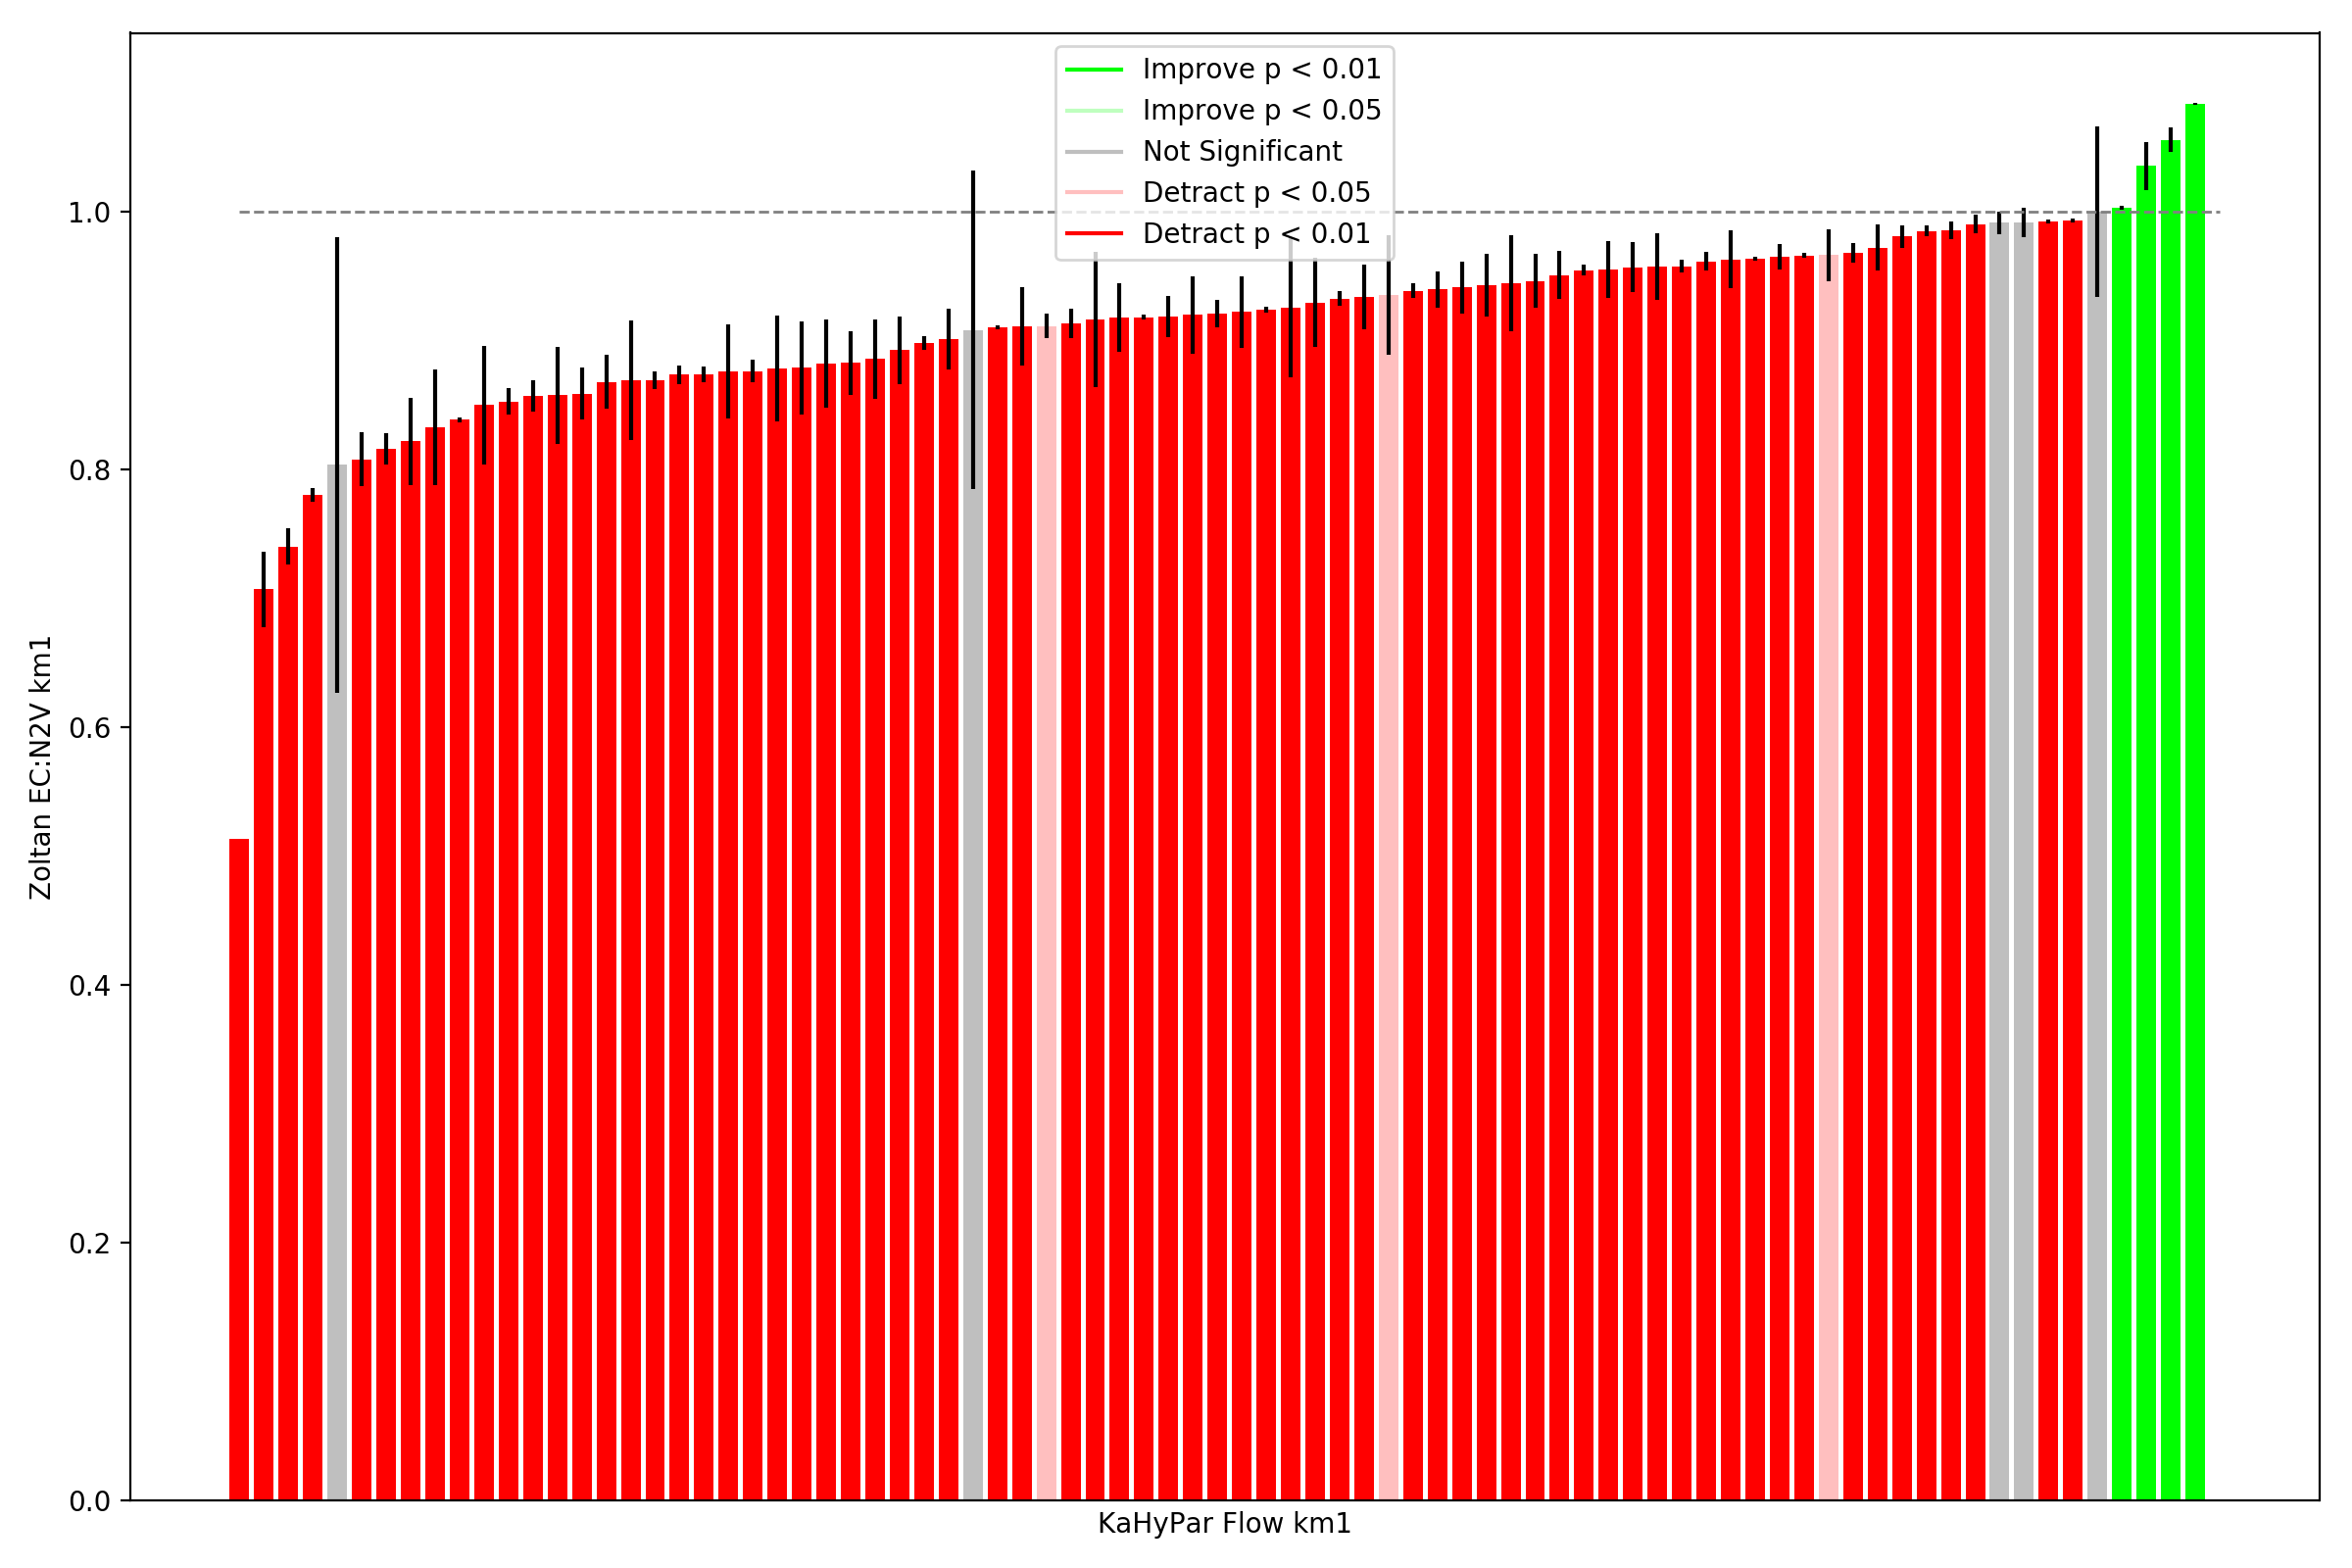 Improve p < 0.01
Improve p < 0.05
Not Significant
Detract p < 0.05
Detract p < 0.01
1.0
0.8
0.6
0.4
0.2
0.0
Zoltan EC:N2V km1
KaHyPar Flow km1